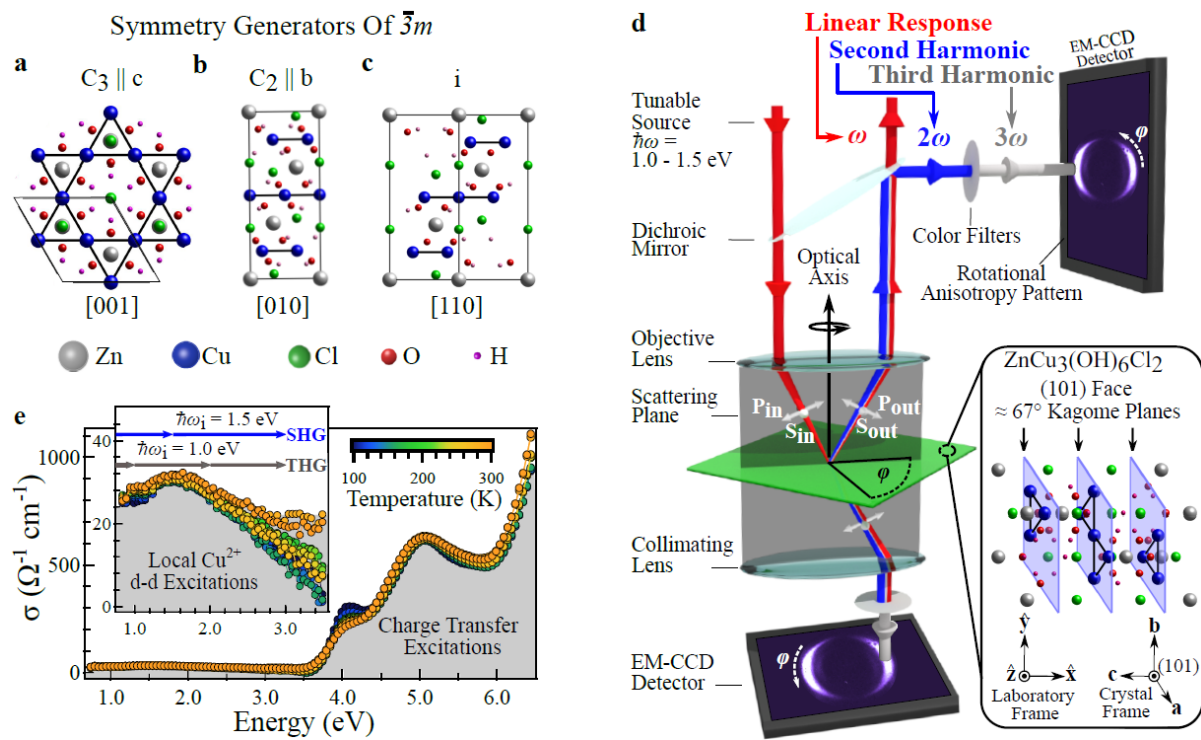 Symmetry Generators Of 3̅m
a
C3 || c
b
C2 || b
c
i
[001]
[010]
[110]
Zn
Cu
Cl
O
H
d
Linear Response
Second Harmonic
Third Harmonic
EM-CCD
Detector
Tunable
Source
ħω =
1.0 - 1.5 eV
ω
2ω
3ω
φ
Dichroic
Mirror
Color Filters
Optical
Axis
Rotational
Anisotropy Pattern
Objective
Lens
Scattering
Plane
Pin
Sin
Pout
Sout
φ
Collimating
Lens
EM-CCD
Detector
φ
ZnCu3(OH)6Cl2
(101) Face
≈ 67° Kagome Planes
ŷ
ẑ
x̂
Laboratory
Frame
b
c
(101)
a
Crystal
Frame
e
σ (Ω⁻¹ cm⁻¹)
1000
500
0
1.0
2.0
3.0
4.0
5.0
6.0
Energy (eV)
40
20
0
1.0
2.0
3.0
ħωi = 1.5 eV
SHG
ħωi = 1.0 eV
THG
Local Cu²⁺
d-d Excitations
100
200
300
Temperature (K)
Charge Transfer
Excitations